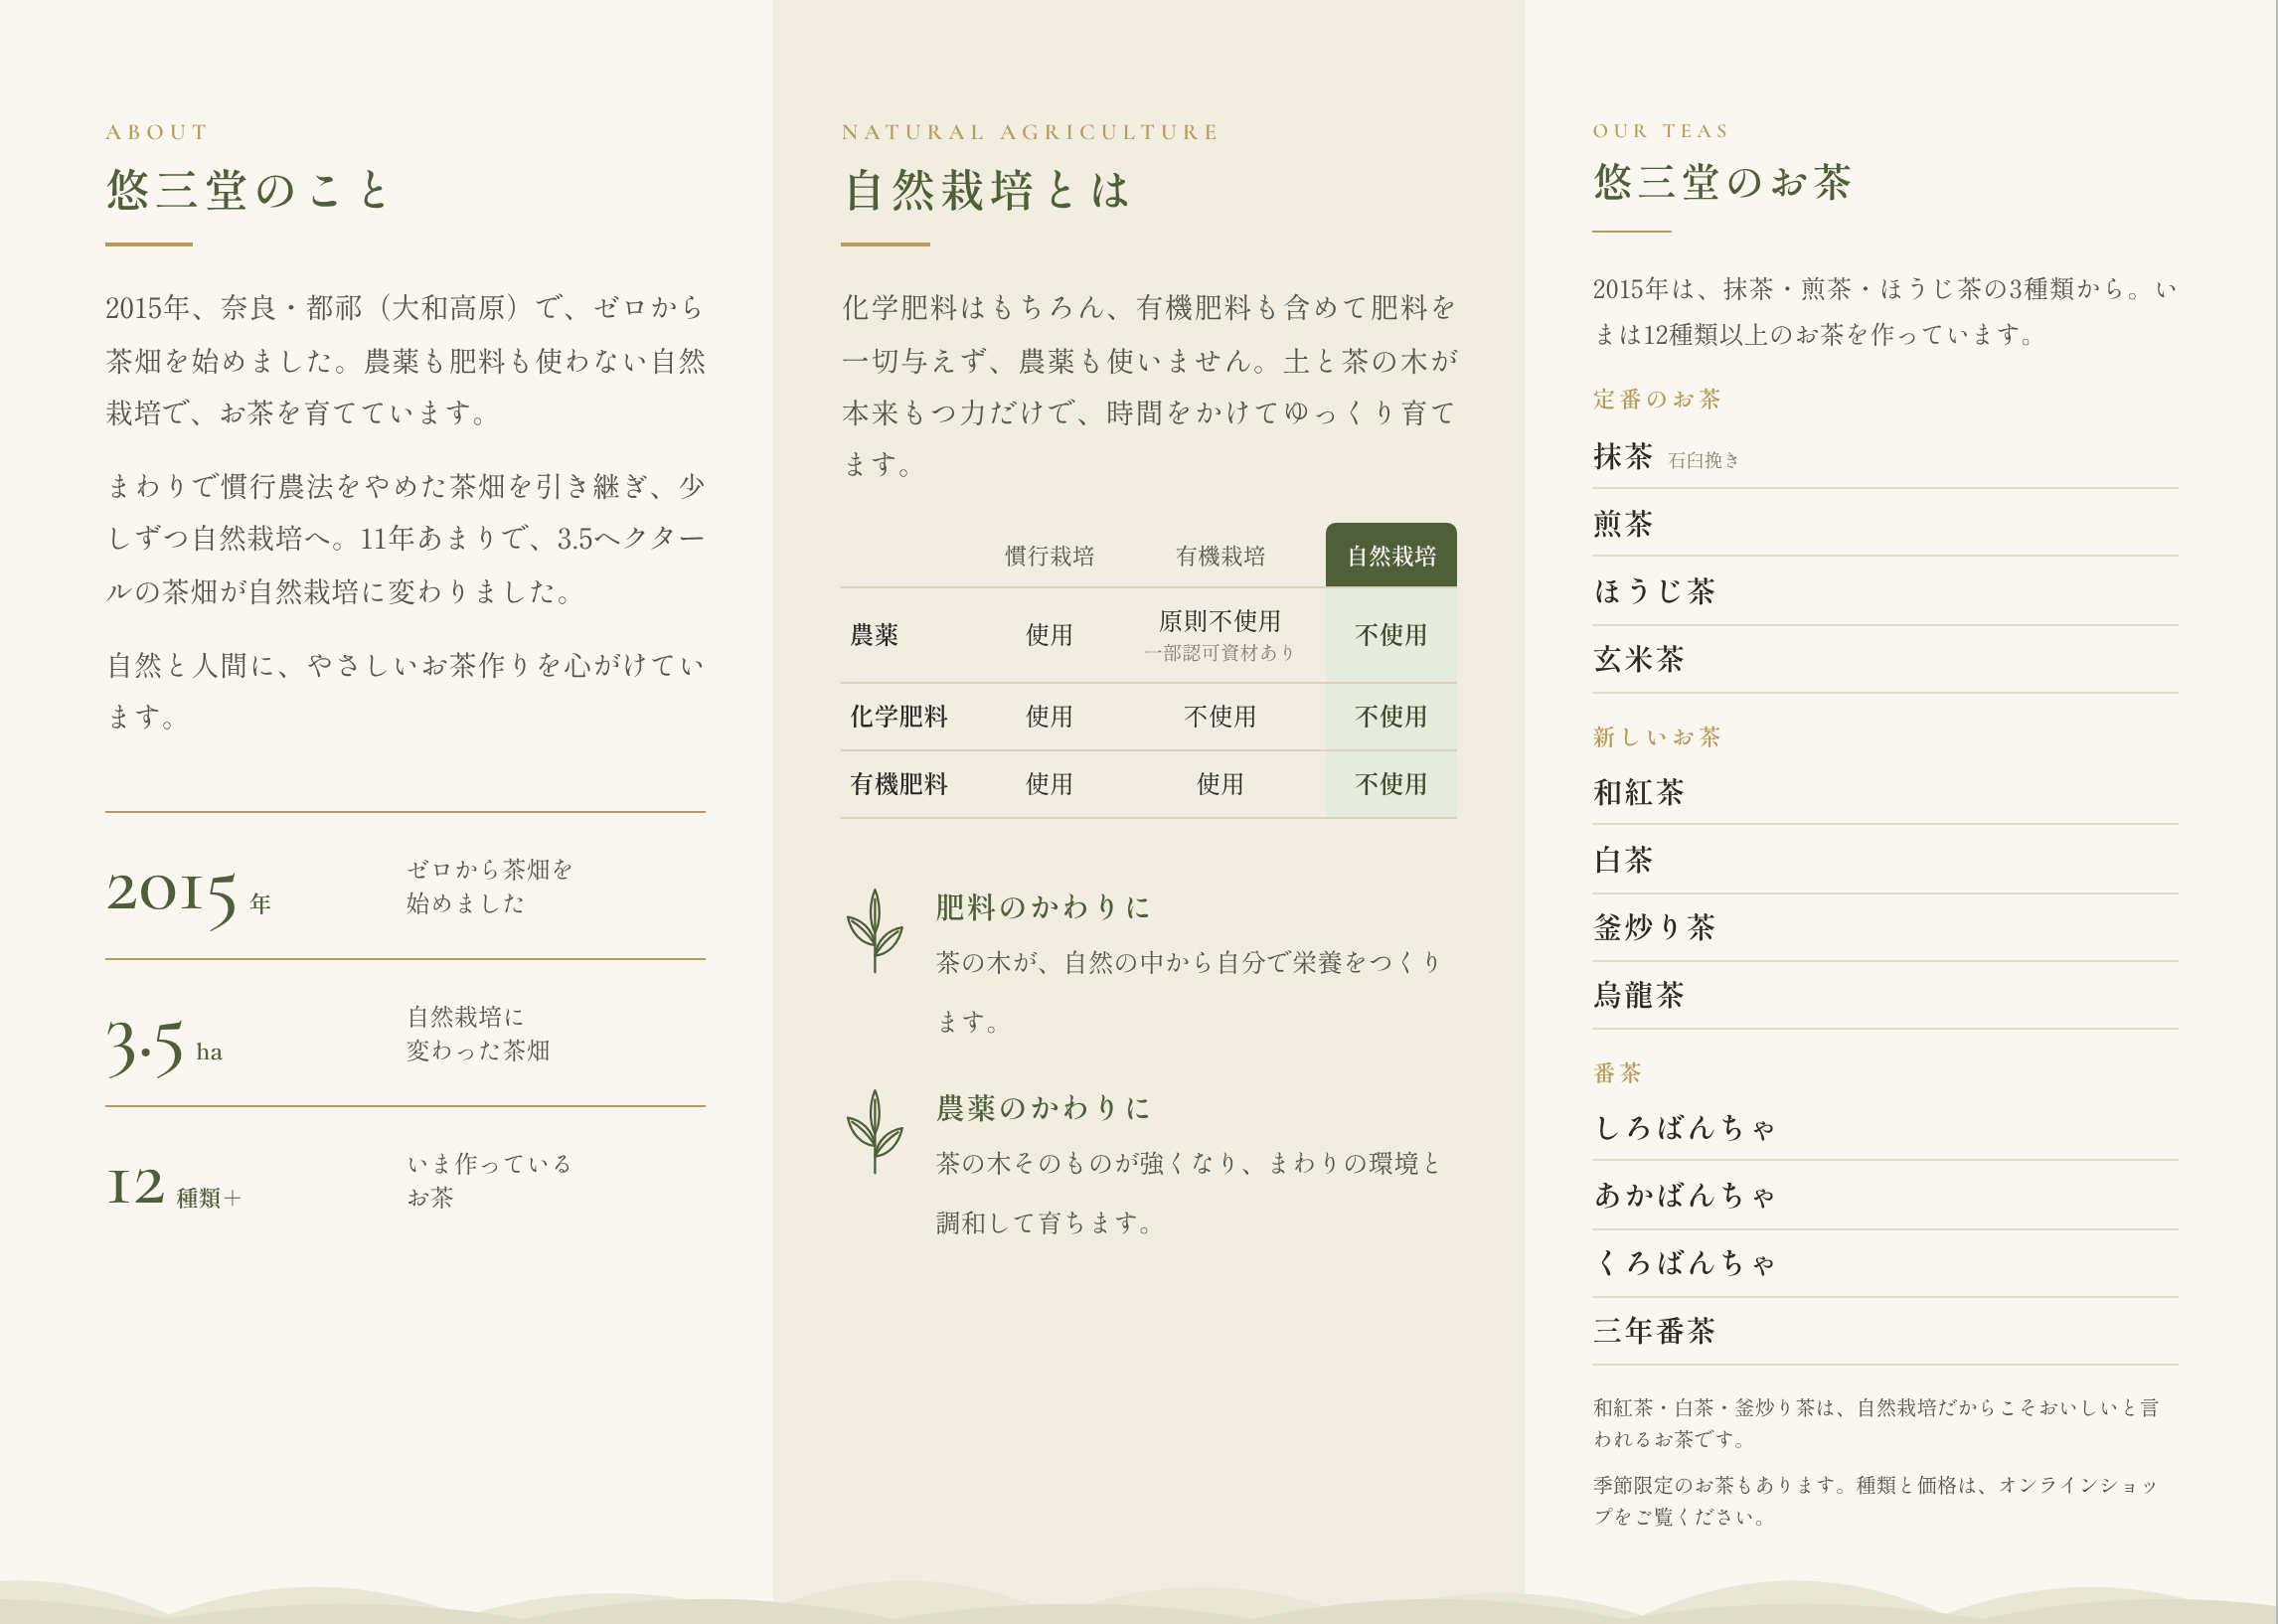 ABOUT
悠三堂のこと
2015年、奈良・都祁（大和高原）で、ゼロから
茶畑を始めました。農薬も肥料も使わない自然
栽培で、お茶を育てています。
まわりで慣行農法をやめた茶畑を引き継ぎ、少
しずつ自然栽培へ。11年あまりで、3.5ヘクター
ルの茶畑が自然栽培に変わりました。
自然と人間に、やさしいお茶作りを心がけてい
ます。
2015 年
ゼロから茶畑を
始めました
3.5 ha
自然栽培に
変わった茶畑
12 種類＋
いま作っている
お茶
NATURAL AGRICULTURE
自然栽培とは
化学肥料はもちろん、有機肥料も含めて肥料を
一切与えず、農薬も使いません。土と茶の木が
本来もつ力だけで、時間をかけてゆっくり育て
ます。
慣行栽培 有機栽培 自然栽培
農薬 使用 原則不使用 不使用
一部認可資材あり
化学肥料 使用 不使用 不使用
有機肥料 使用 使用 不使用
肥料のかわりに
茶の木が、自然の中から自分で栄養をつくり
ます。
農薬のかわりに
茶の木そのものが強くなり、まわりの環境と
調和して育ちます。
OUR TEAS
悠三堂のお茶
2015年は、抹茶・煎茶・ほうじ茶の3種類から。い
まは12種類以上のお茶を作っています。
定番のお茶
抹茶 石臼挽き
煎茶
ほうじ茶
玄米茶
新しいお茶
和紅茶
白茶
釜炒り茶
烏龍茶
番茶
しろばんちゃ
あかばんちゃ
くろばんちゃ
三年番茶
和紅茶・白茶・釜炒り茶は、自然栽培だからこそおいしいと言
われるお茶です。
季節限定のお茶もあります。種類と価格は、オンラインショッ
プをご覧ください。